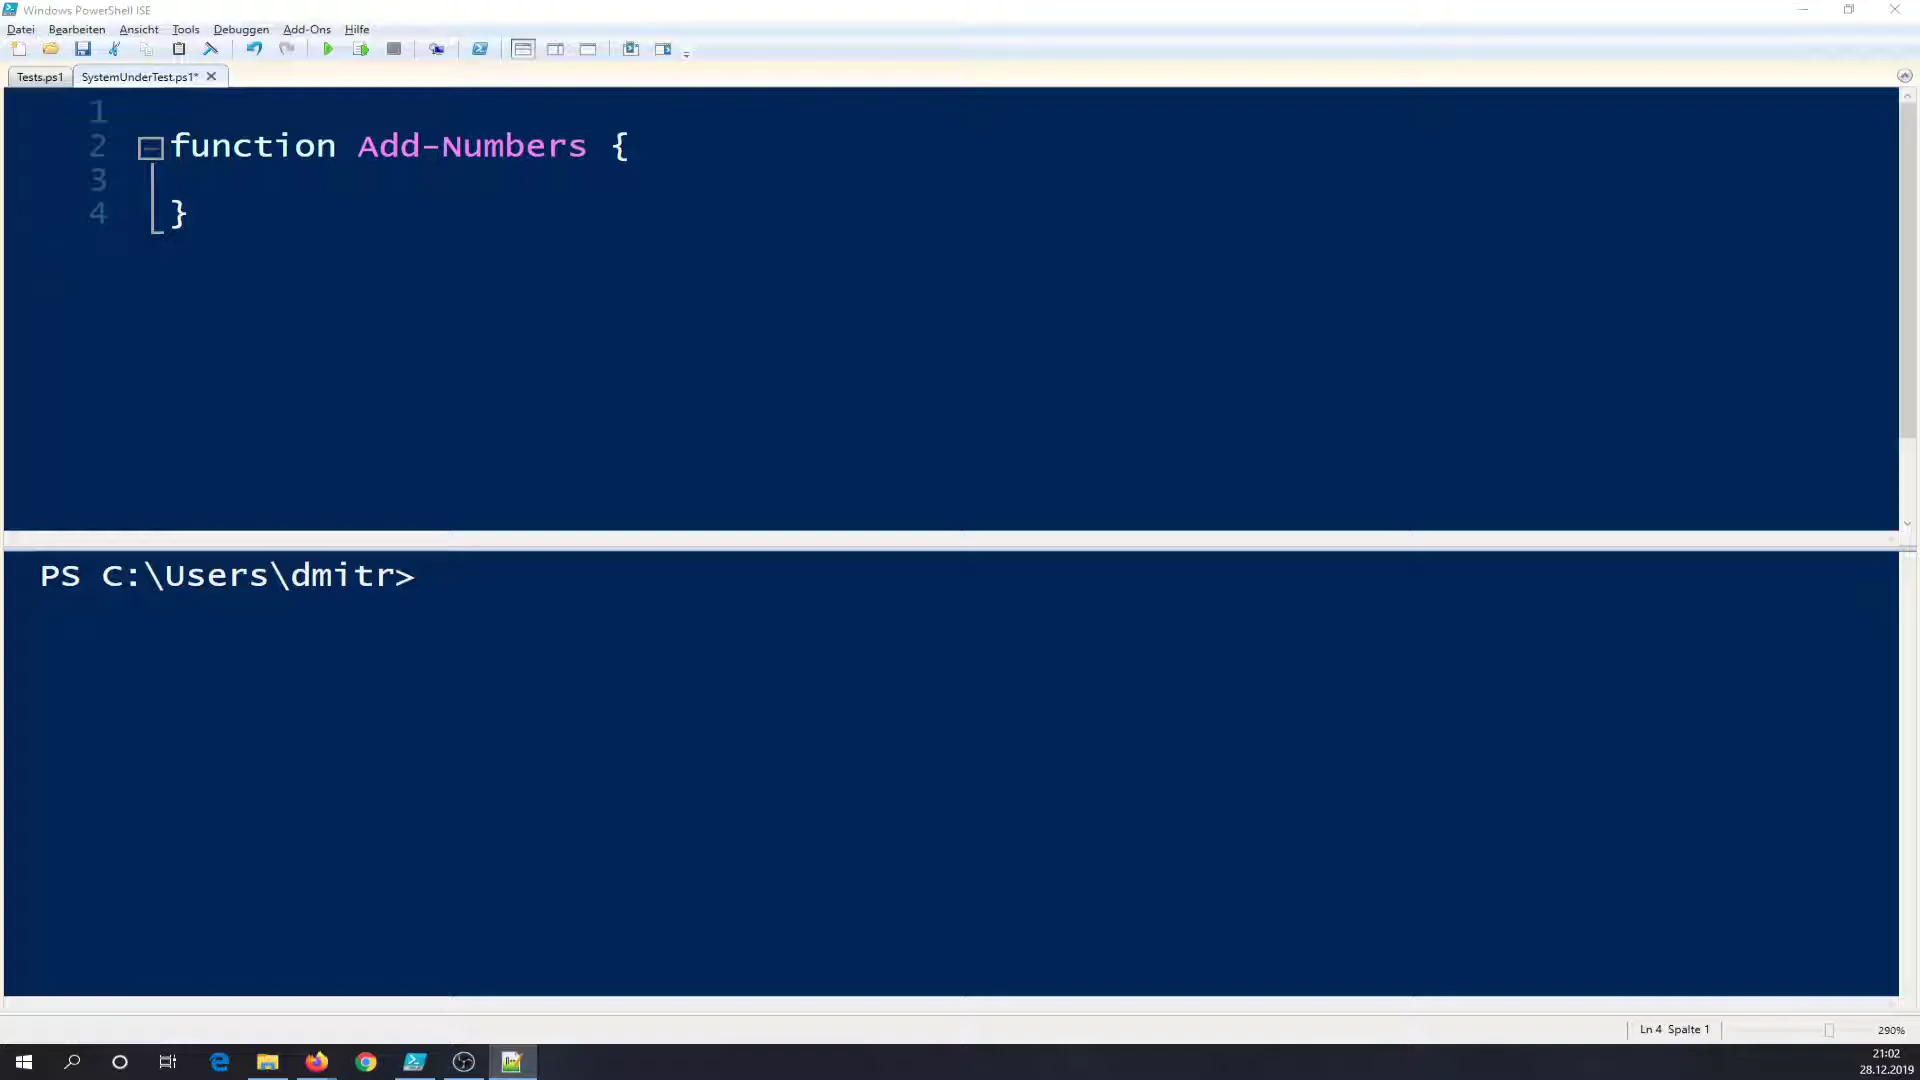 Windows PowerShell ISE
Datei Bearbeiten Ansicht Tools Debuggen Add-Ons Hilfe
Tests.ps1 SystemUnderTest.ps1*
1
2 function Add-Numbers {
3
4 }
PS C:\Users\dmitr>
Ln 4 Spalte 1 290%
21:02
28.12.2019